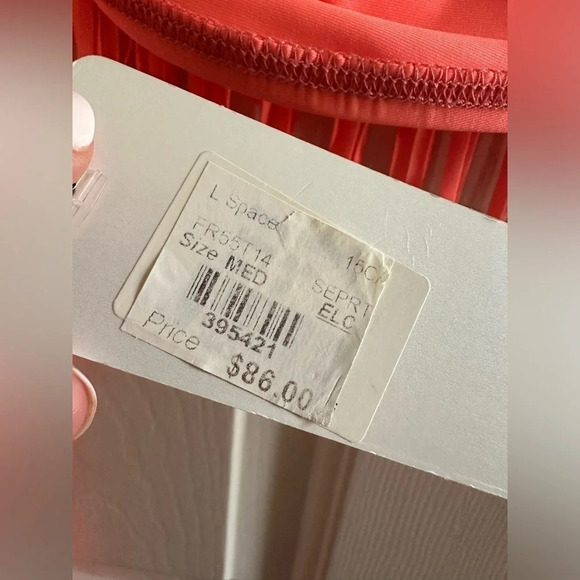 L Space
FR55T14
Size MED SEPRT
ELC
395421
Price $86.00